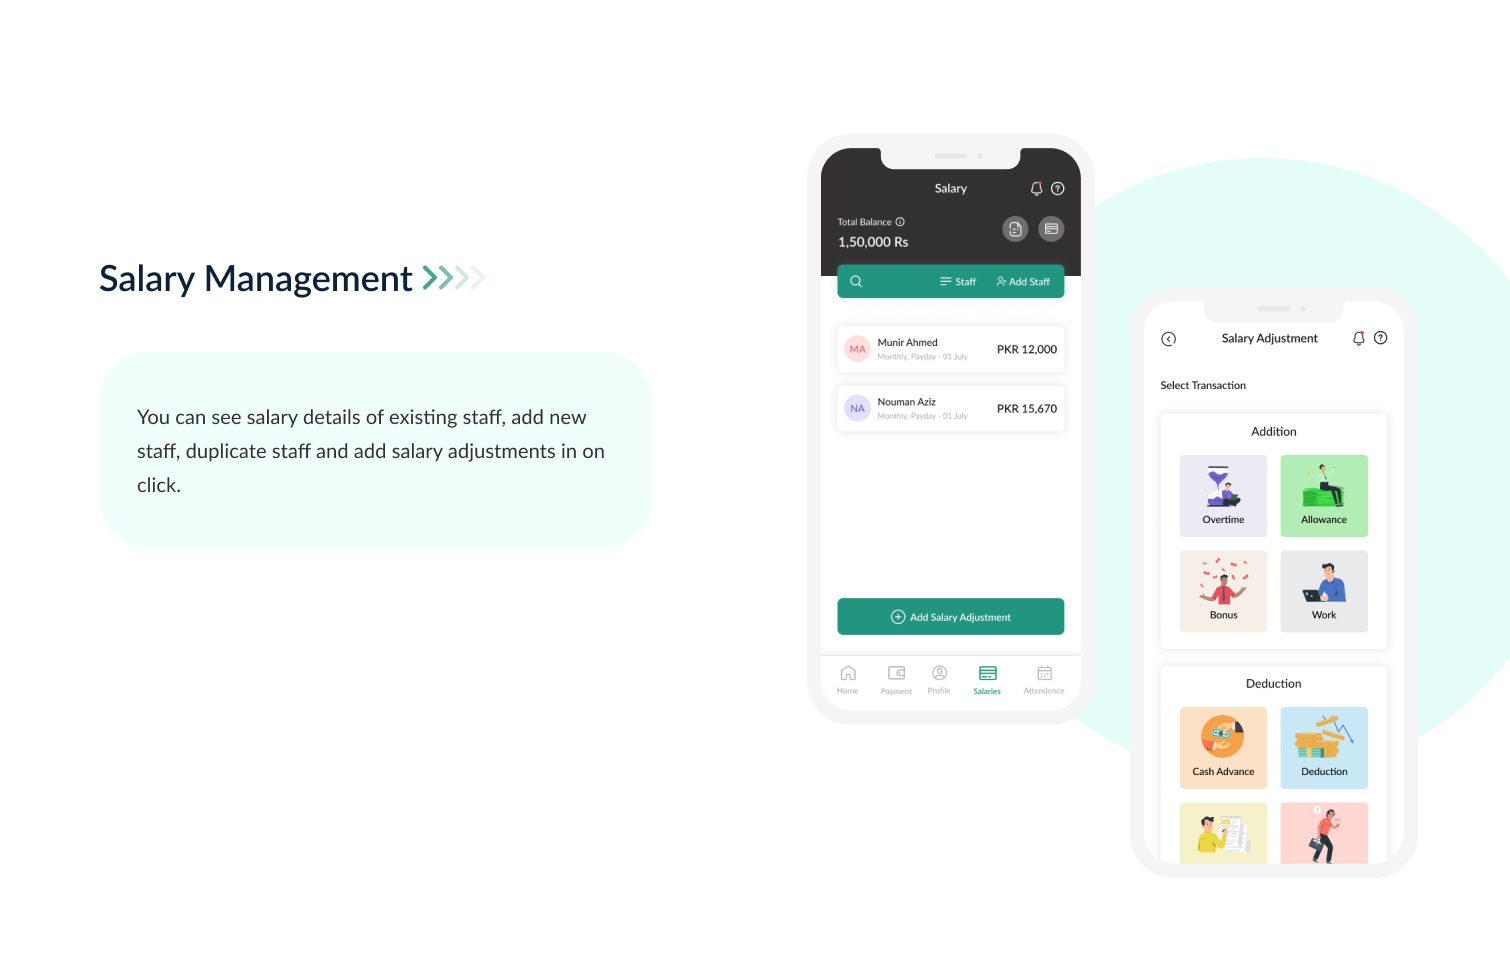 Salary Management
You can see salary details of existing staff, add new
staff, duplicate staff and add salary adjustments in on
click.
Salary
Total Balance
1,50,000 Rs
Staff
Add Staff
MA
Munir Ahmed
Monthly, Payday - 01 July
PKR 12,000
NA
Nouman Aziz
Monthly, Payday - 01 July
PKR 15,670
Add Salary Adjustment
Home
Payment
Profile
Salaries
Attendence
Salary Adjustment
Select Transaction
Addition
Overtime
Allowance
Bonus
Work
Deduction
Cash Advance
Deduction